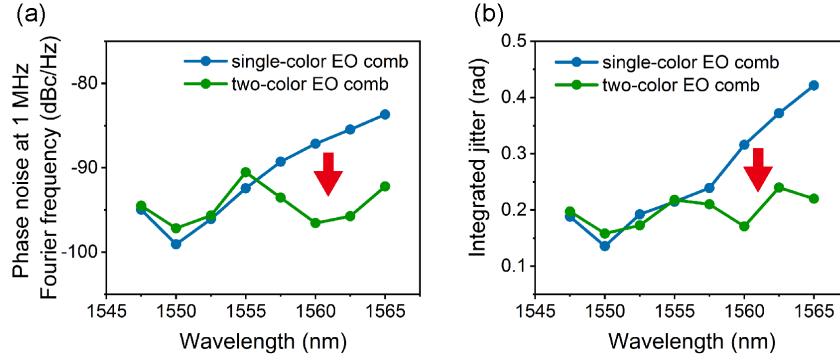 (a)
Phase noise at 1 MHz
Fourier frequency (dBc/Hz)
-80
-90
-100
single-color EO comb
two-color EO comb
1545
1550
1555
1560
1565
Wavelength (nm)
(b)
Integrated jitter (rad)
0.5
0.4
0.3
0.2
0.1
single-color EO comb
two-color EO comb
1545
1550
1555
1560
1565
Wavelength (nm)